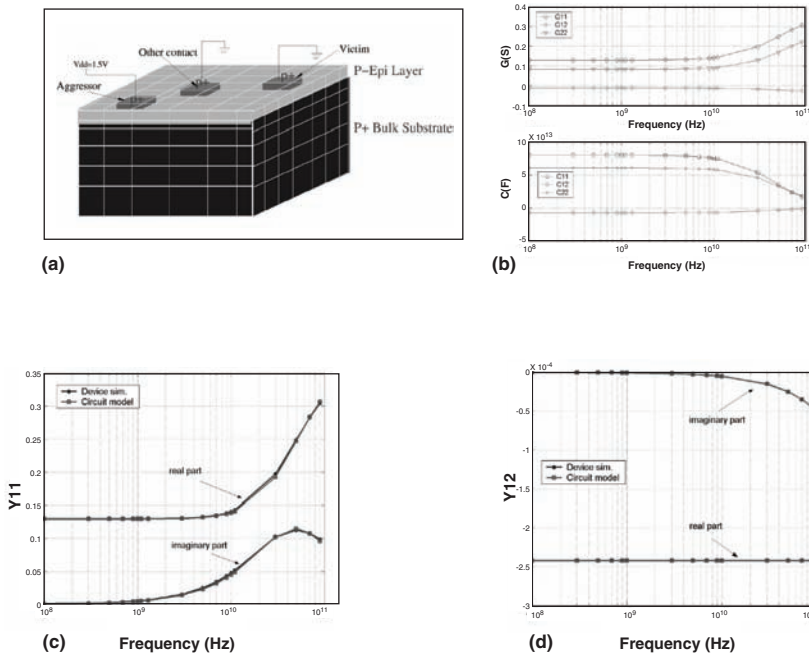 Other contact
Victim
Vdd=1.5V
Aggressor
P-Epi Layer
P+ Bulk Substrate
(a)
G(S)
0.4
0.3
0.2
0.1
0
-0.1
G11
G12
G22
10^8
10^9
10^10
10^11
Frequency (Hz)
X 10^13
C(F)
10
5
0
-5
C11
C12
C22
10^8
10^9
10^10
10^11
Frequency (Hz)
(b)
Y11
0.35
0.3
0.25
0.2
0.15
0.1
0.05
0
Device sim.
Circuit model
real part
imaginary part
10^8
10^9
10^10
10^11
(c) Frequency (Hz)
Y12
X 10^-4
0
-0.5
-1
-1.5
-2
-2.5
-3
imaginary part
Device sim.
Circuit model
real part
10^8
10^9
10^10
(d) Frequency (Hz)